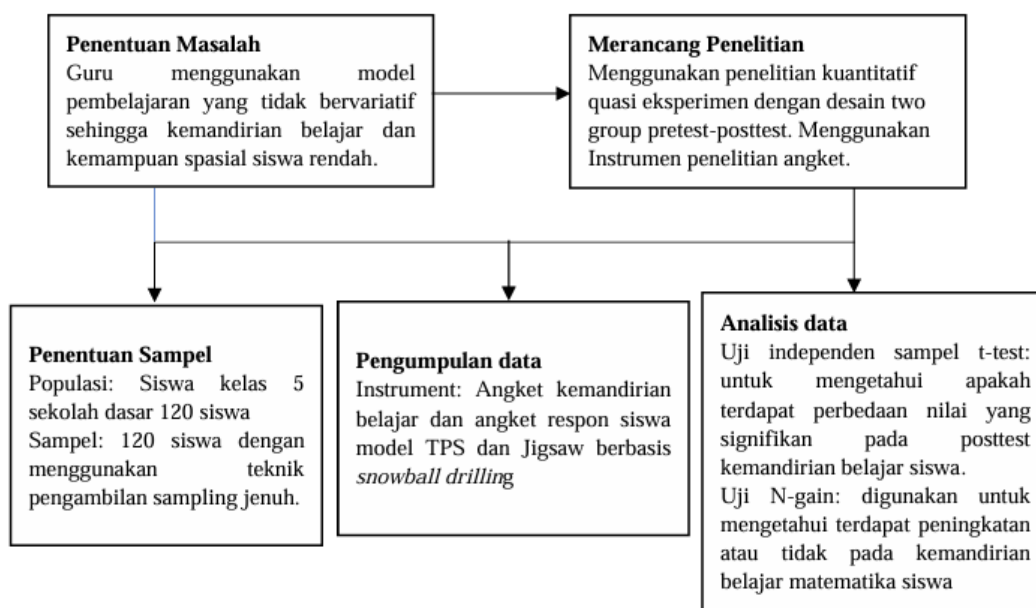 Penentuan Masalah
Guru menggunakan model
pembelajaran yang tidak bervariatif
sehingga kemandirian belajar dan
kemampuan spasial siswa rendah.
Merancang Penelitian
Menggunakan penelitian kuantitatif
quasi eksperimen dengan desain two
group pretest-posttest. Menggunakan
Instrumen penelitian angket.
Penentuan Sampel
Populasi: Siswa kelas 5
sekolah dasar 120 siswa
Sampel: 120 siswa dengan
menggunakan teknik
pengambilan sampling jenuh.
Pengumpulan data
Instrument: Angket kemandirian
belajar dan angket respon siswa
model TPS dan Jigsaw berbasis
snowball drilling
Analisis data
Uji independen sampel t-test:
untuk mengetahui apakah
terdapat perbedaan nilai yang
signifikan pada posttest
kemandirian belajar siswa.
Uji N-gain: digunakan untuk
mengetahui terdapat peningkatan
atau tidak pada kemandirian
belajar matematika siswa